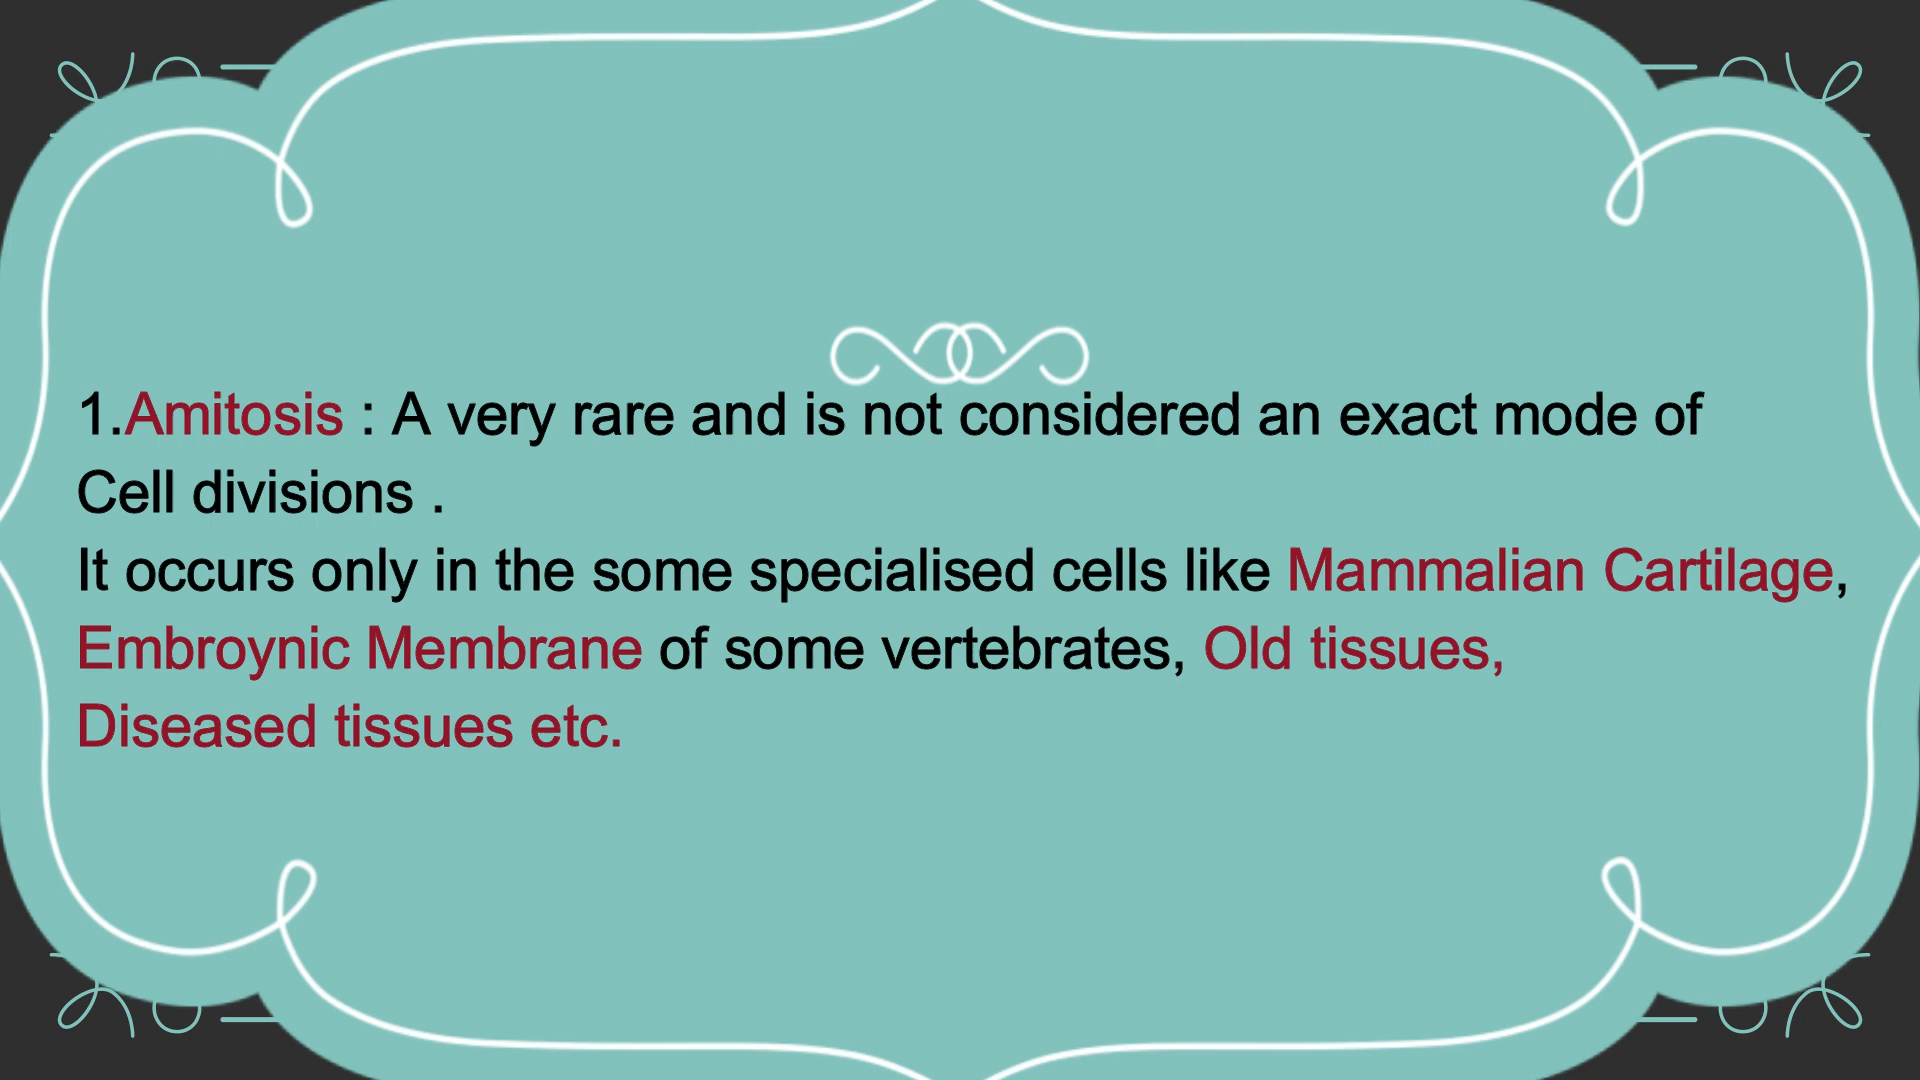 1.Amitosis : A very rare and is not considered an exact mode of
Cell divisions .
It occurs only in the some specialised cells like Mammalian Cartilage,
Embroynic Membrane of some vertebrates, Old tissues,
Diseased tissues etc.